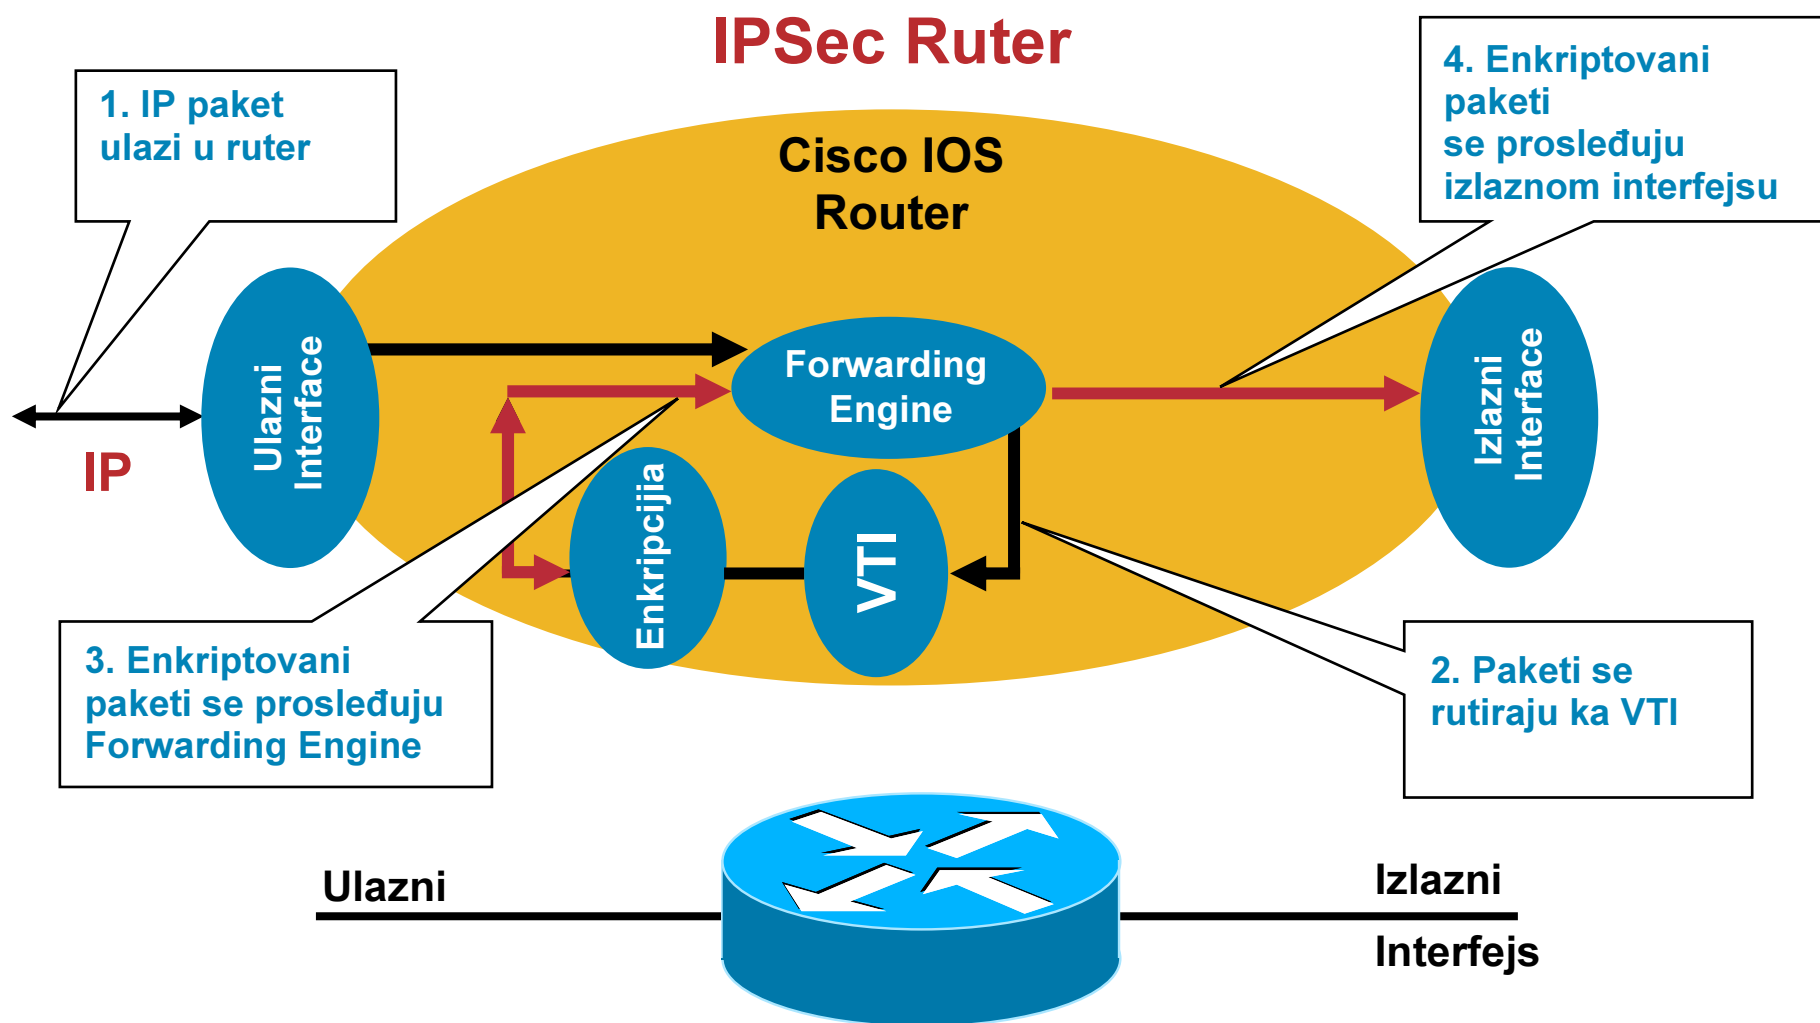 IPSec Ruter
1. IP paket
ulazi u ruter
4. Enkriptovani
paketi
se prosleđuju
izlaznom interfejsu
Cisco IOS
Router
Ulazni
Interface
Forwarding
Engine
Izlazni
Interface
IP
Enkripcijia
VTI
3. Enkriptovani
paketi se prosleđuju
Forwarding Engine
2. Paketi se
rutiraju ka VTI
Ulazni
Izlazni
Interfejs